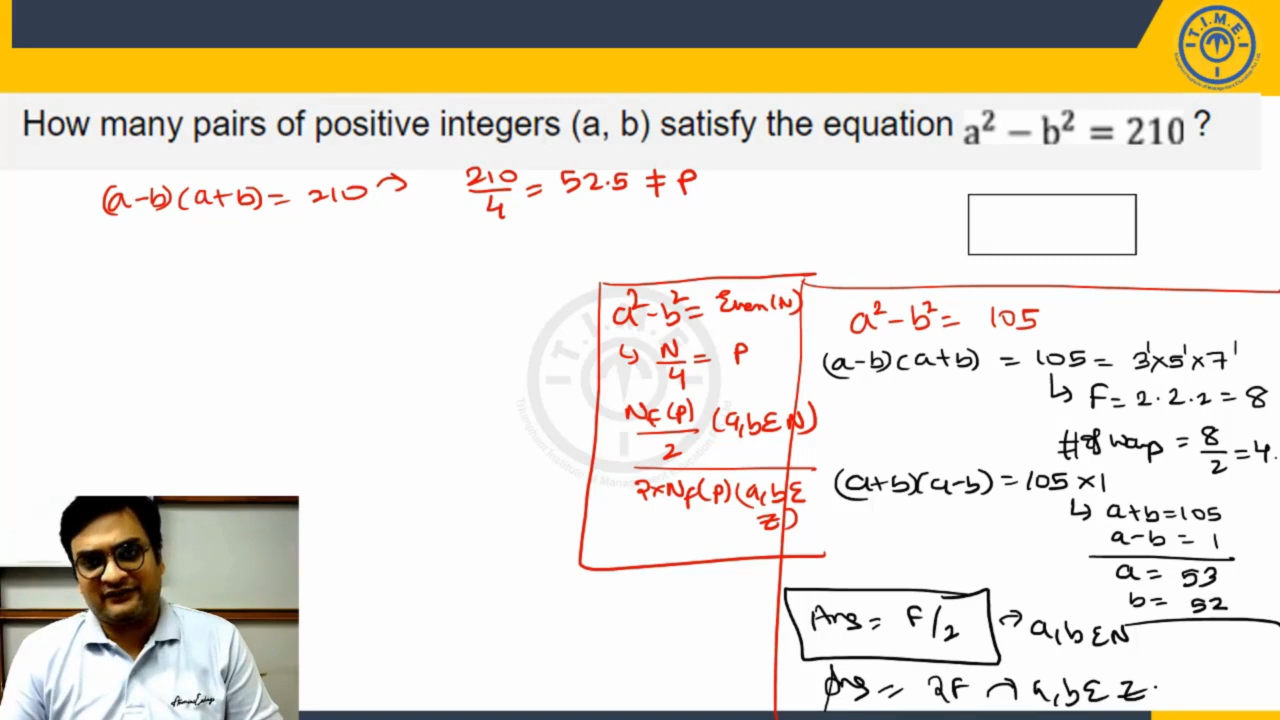 T.I.M.E.
How many pairs of positive integers (a, b) satisfy the equation a² − b² = 210 ?
(a-b)(a+b) = 210 → 210/4 = 52.5 ≠ P
a²-b² = Even(N)
↳ N/4 = P
Nf(P)/2 (a,b ∈ N)
2×Nf(P) (a,b ∈ Z)
a²-b² = 105
(a-b)(a+b) = 105 = 3¹×5¹×7¹
↳ F = 2.2.2 = 8
# of ways = 8/2 = 4.
(a+b)(a-b) = 105 × 1
↳ a+b = 105
a-b = 1
a = 53
b = 52
Ans = F/2 → a,b ∈ N
Ans = 2F → a,b ∈ Z.